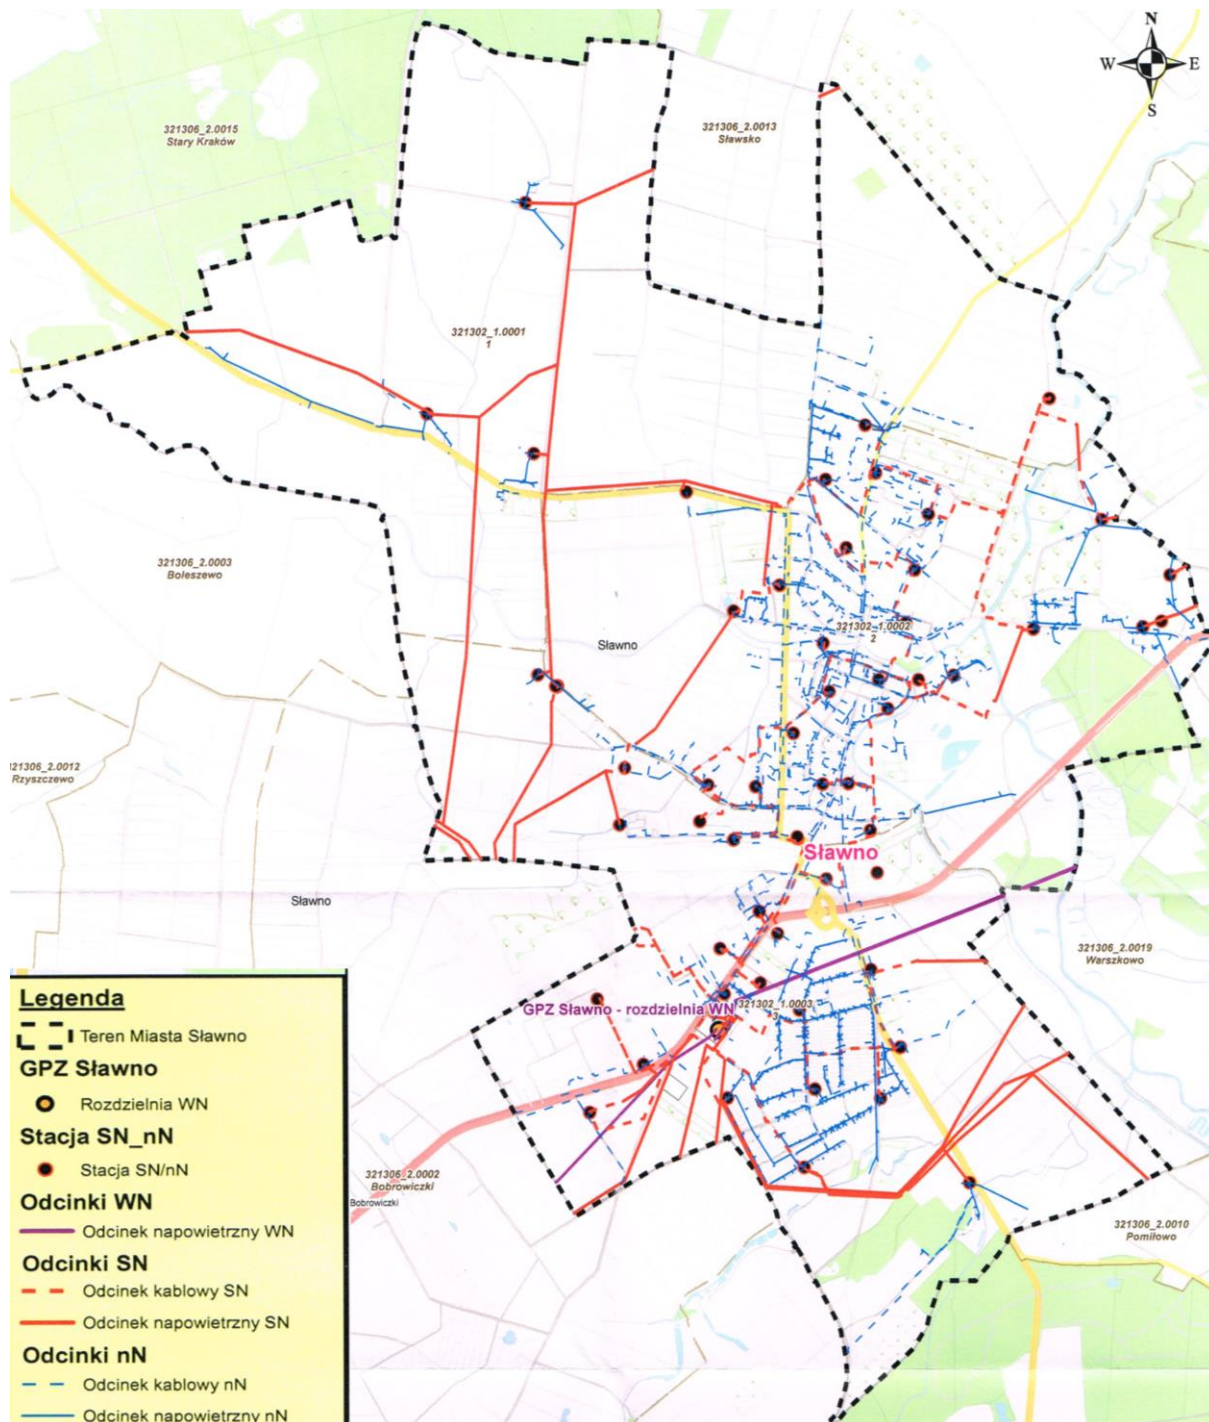 N
W E
S
321306_2.0015
Stary Kraków
321306_2.0013
Sławsko
321302_1.0001
1
321306_2.0003
Boleszewo
321302_1.0002
2
Sławno
21306_2.0012
Rzyszczewo
Sławno
Sławno
321306_2.0019
Warszkowo
GPZ Sławno - rozdzielnia WN
321302_1.0003
3
321306_2.0002
Bobrowiczki
Bobrowiczki
321306_2.0010
Pomiłowo
Legenda
Teren Miasta Sławno
GPZ Sławno
Rozdzielnia WN
Stacja SN_nN
Stacja SN/nN
Odcinki WN
Odcinek napowietrzny WN
Odcinki SN
Odcinek kablowy SN
Odcinek napowietrzny SN
Odcinki nN
Odcinek kablowy nN
Odcinek napowietrzny nN